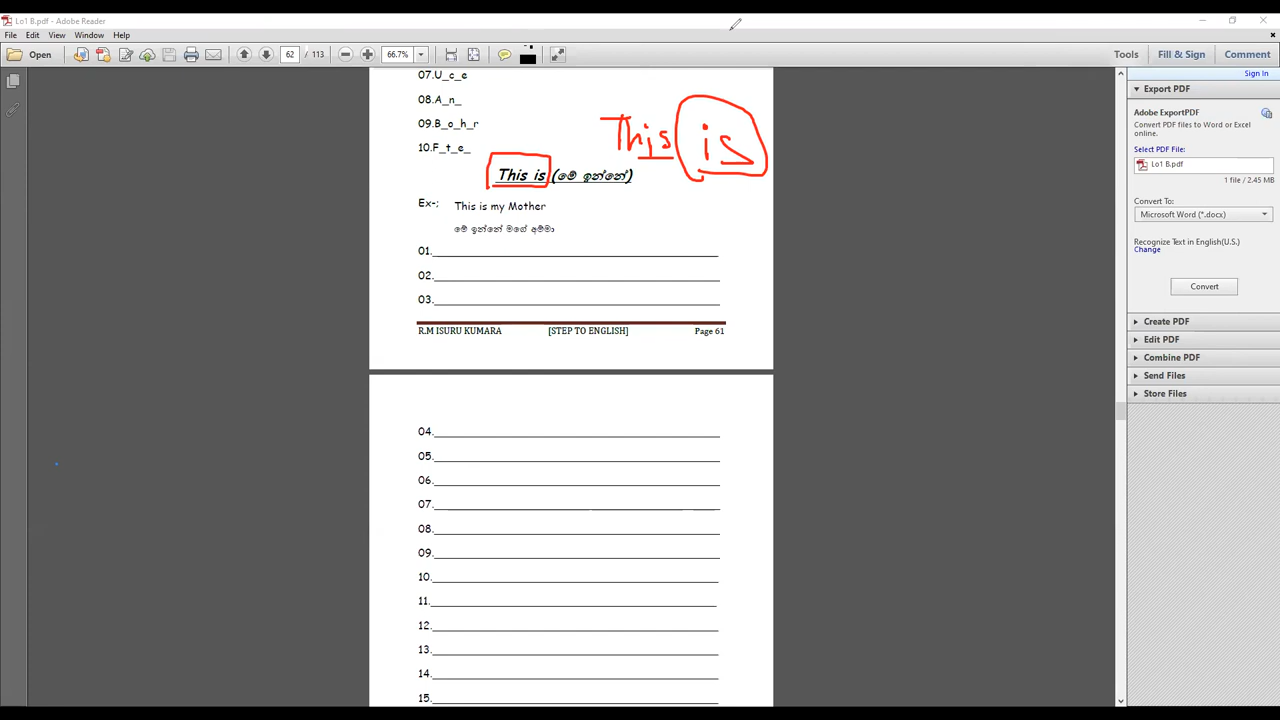 Lo1 B.pdf - Adobe Reader
File Edit View Window Help
Open 62 / 113 66.7% Tools Fill & Sign Comment
Sign In
Export PDF
Adobe ExportPDF
Convert PDF files to Word or Excel
online.
Select PDF File:
Lo1 B.pdf
1 file / 2.45 MB
Convert To:
Microsoft Word (*.docx)
Recognize Text in English(U.S.)
Change
Convert
Create PDF
Edit PDF
Combine PDF
Send Files
Store Files
07.U_c_e
08.A_n_
09.B_o_h_r
10.F_t_e_
This is
This is (මේ ඉන්නේ)
Ex-; This is my Mother
මේ ඉන්නේ මගේ අම්මා
01.
02.
03.
R.M ISURU KUMARA [STEP TO ENGLISH] Page 61
04.
05.
06.
07.
08.
09.
10.
11.
12.
13.
14.
15.